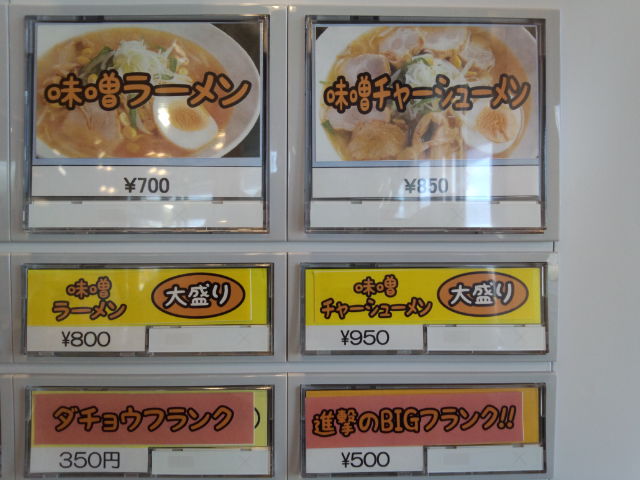 味噌ラーメン
¥700
味噌チャーシューメン
¥850
味噌
ラーメン
大盛り
¥800
味噌
チャーシューメン
大盛り
¥950
ダチョウフランク
350円
進撃のBIGフランク!!
¥500